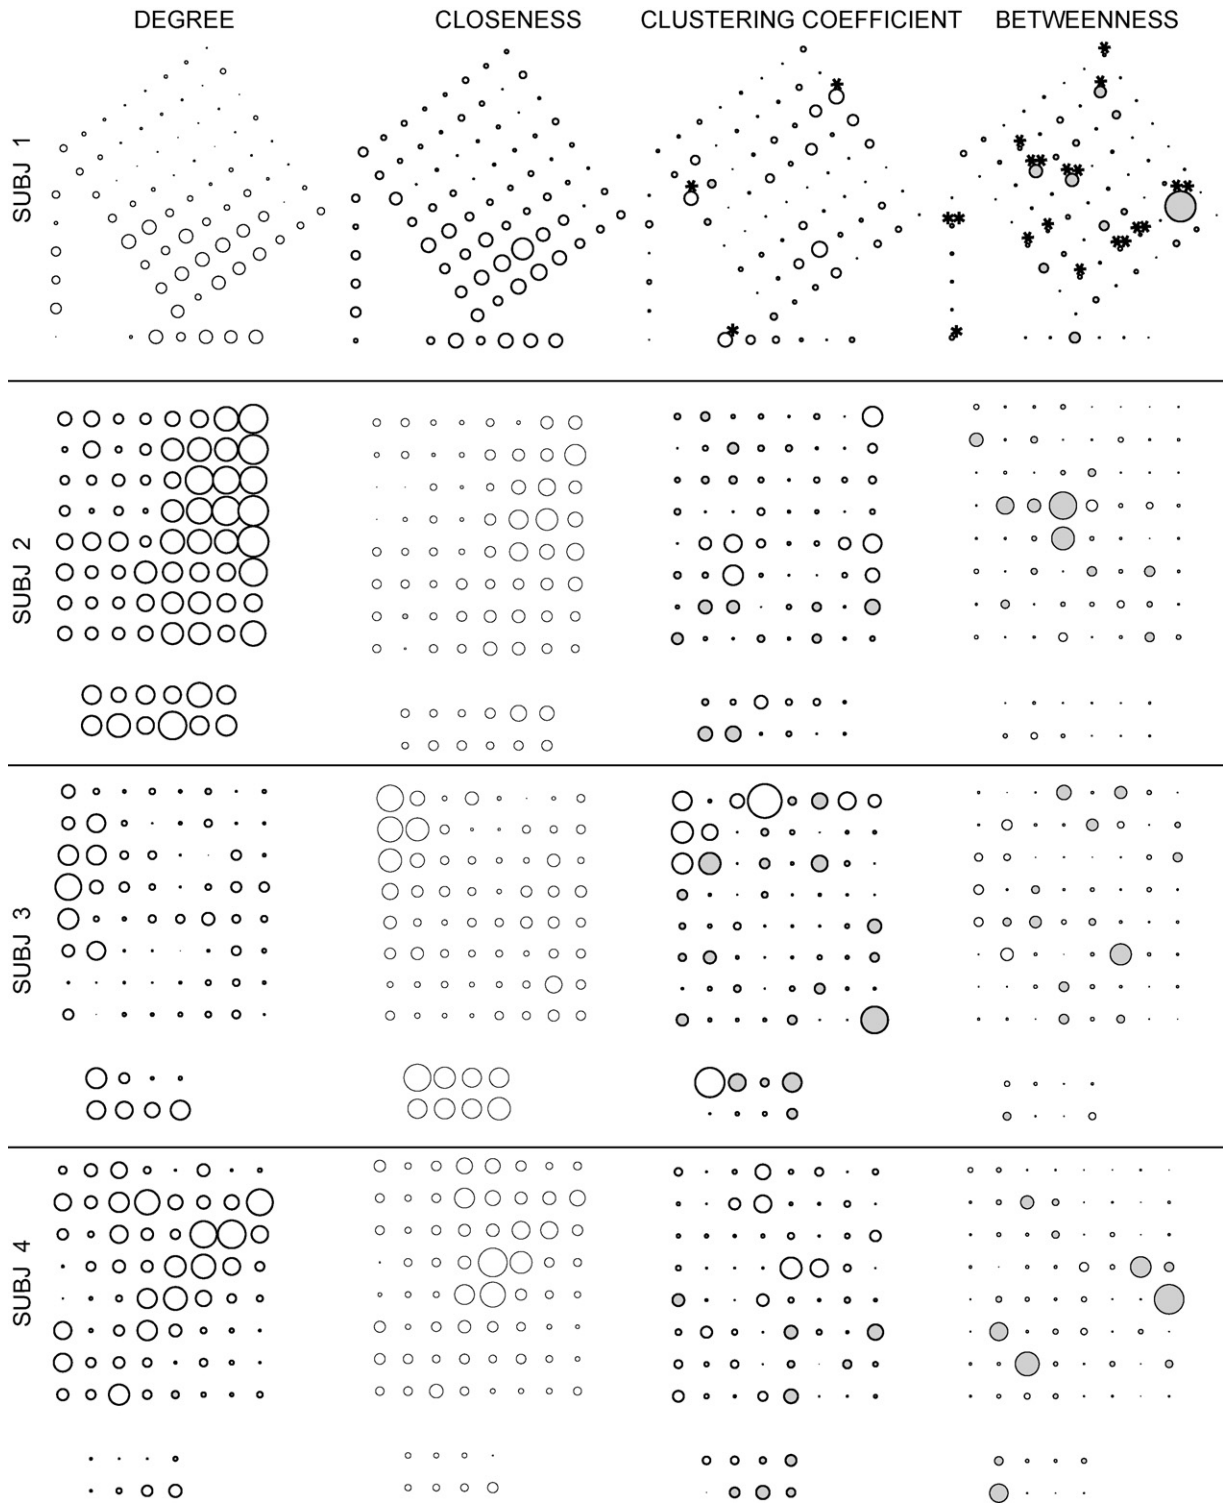 DEGREE CLOSENESS CLUSTERING COEFFICIENT BETWEENNESS
SUBJ 1
SUBJ 2
SUBJ 3
SUBJ 4